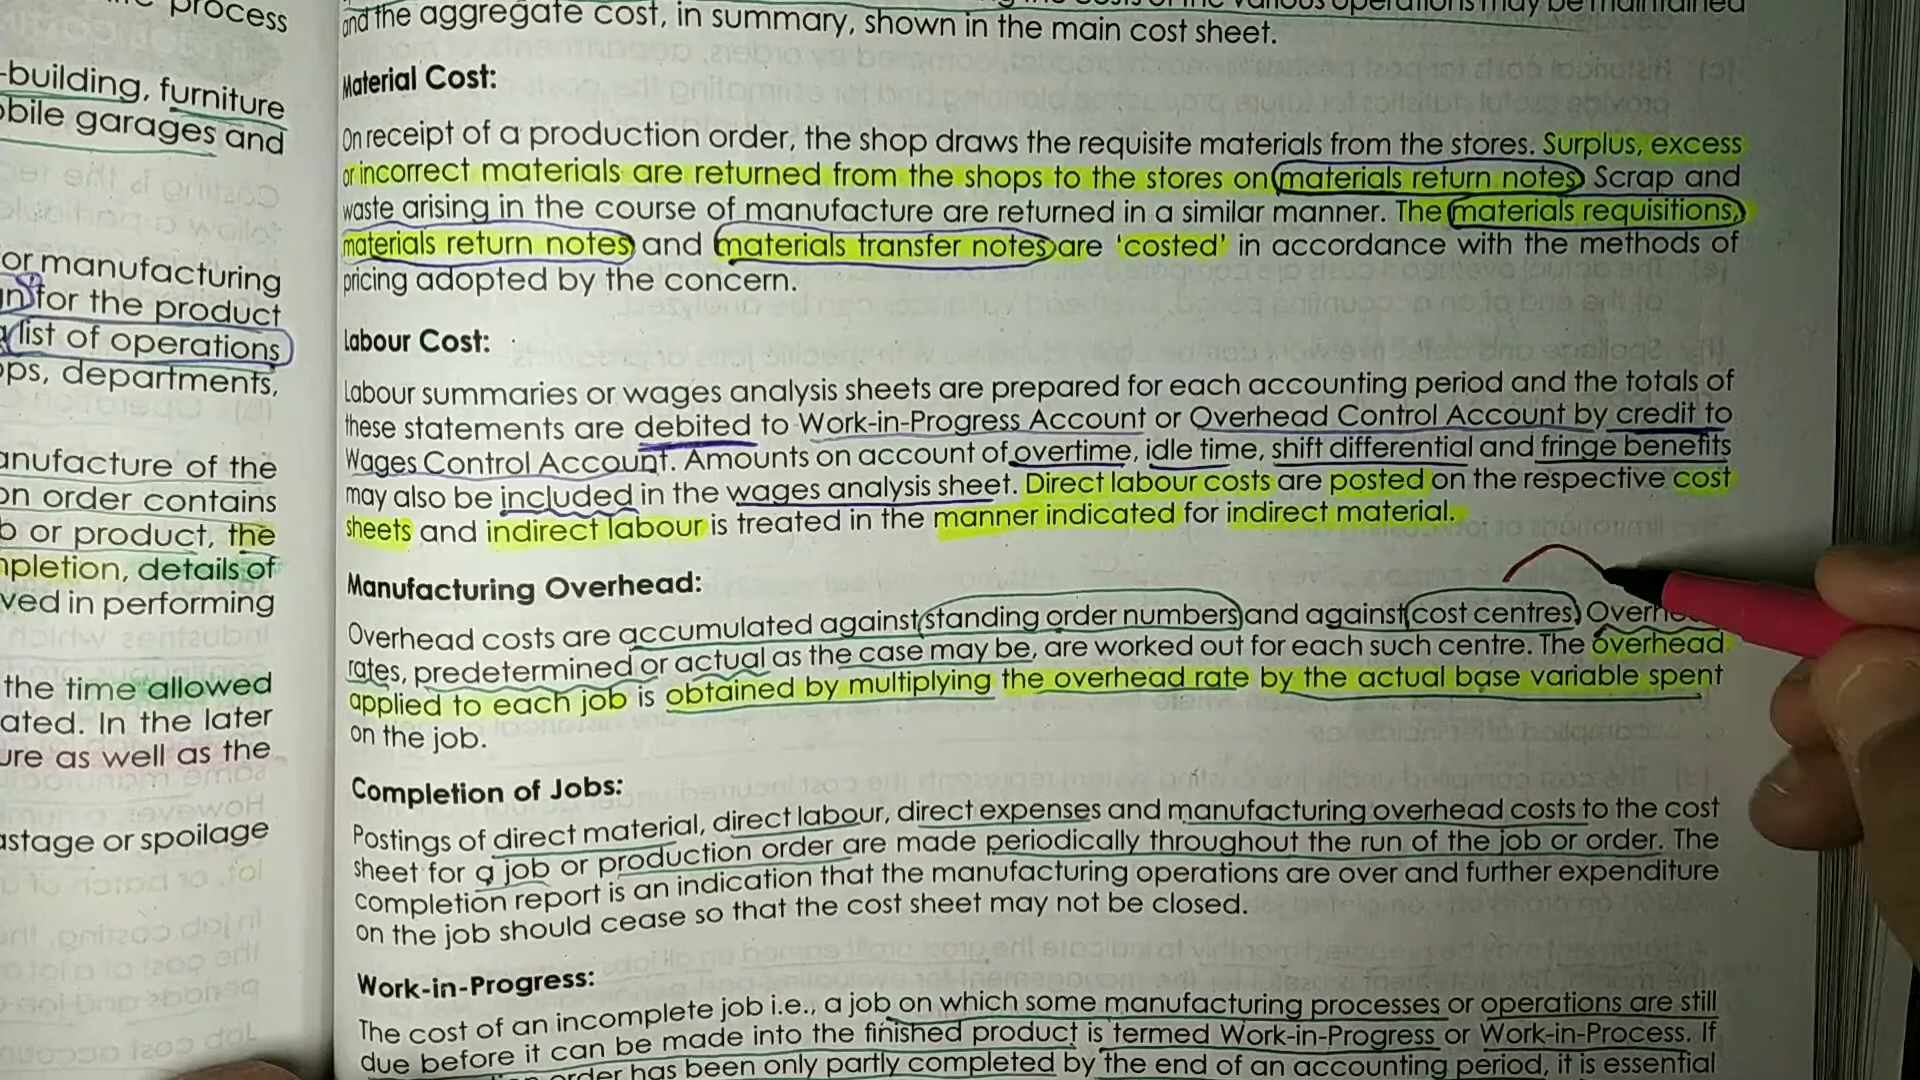 process
-building, furniture
obile garages and
or manufacturing
for the product
list of operations
ops, departments,
anufacture of the
on order contains
b or product, the
mpletion, details of
ved in performing
the time allowed
ated. In the later
ure as well as the
astage or spoilage
and the aggregate cost, in summary, shown in the main cost sheet.
Material Cost:
On receipt of a production order, the shop draws the requisite materials from the stores. Surplus, excess
or incorrect materials are returned from the shops to the stores on materials return notes Scrap and
waste arising in the course of manufacture are returned in a similar manner. The materials requisitions,
materials return notes and materials transfer notes are 'costed' in accordance with the methods of
pricing adopted by the concern.
Labour Cost:
Labour summaries or wages analysis sheets are prepared for each accounting period and the totals of
these statements are debited to Work-in-Progress Account or Overhead Control Account by credit to
Wages Control Account. Amounts on account of overtime, idle time, shift differential and fringe benefits
may also be included in the wages analysis sheet. Direct labour costs are posted on the respective cost
sheets and indirect labour is treated in the manner indicated for indirect material.
Manufacturing Overhead:
Overhead costs are accumulated against standing order numbers and against cost centres. Overhe
rates, predetermined or actual as the case may be, are worked out for each such centre. The overhead
applied to each job is obtained by multiplying the overhead rate by the actual base variable spent
on the job.
Completion of Jobs:
Postings of direct material, direct labour, direct expenses and manufacturing overhead costs to the cost
sheet for a job or production order are made periodically throughout the run of the job or order. The
completion report is an indication that the manufacturing operations are over and further expenditure
on the job should cease so that the cost sheet may not be closed.
Work-in-Progress:
The cost of an incomplete job i.e., a job on which some manufacturing processes or operations are still
due before it can be made into the finished product is termed Work-in-Progress or Work-in-Process. If
order has been only partly completed by the end of an accounting period, it is essential